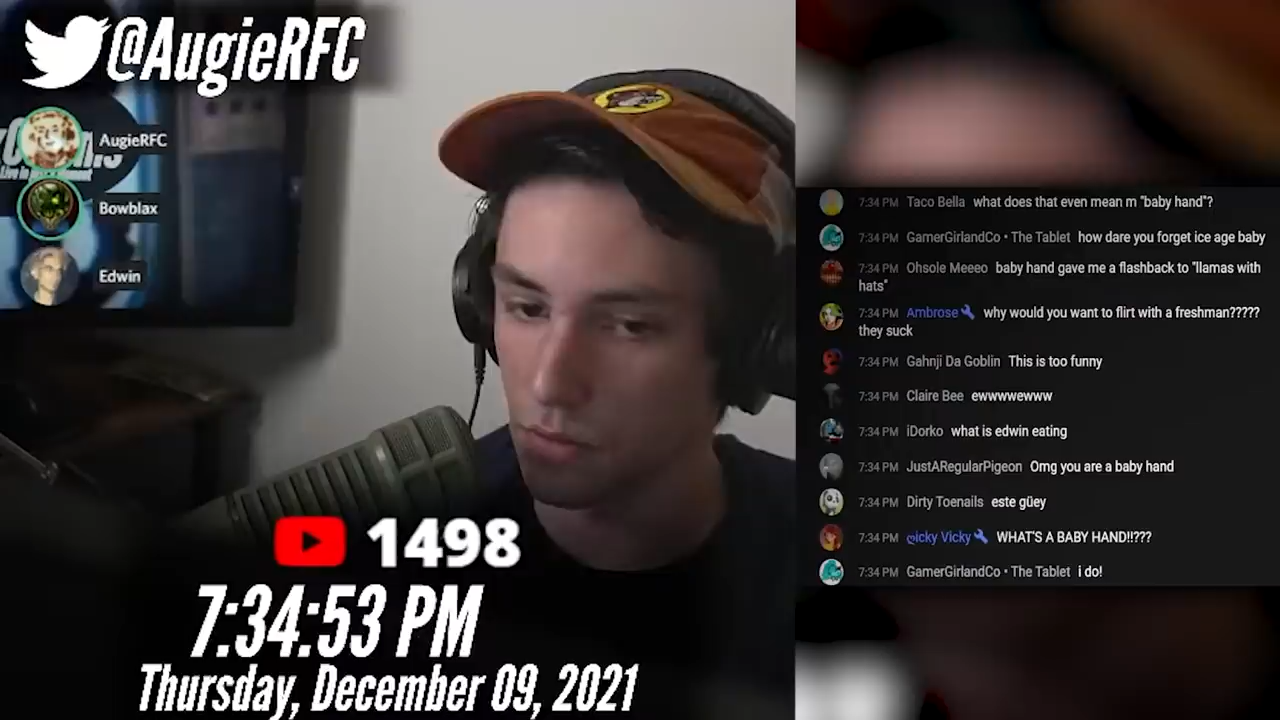 @AugieRFC
AugieRFC
Bowblax
Edwin
1498
7:34:53 PM
Thursday, December 09, 2021
7:34 PM Taco Bella what does that even mean m "baby hand"?
7:34 PM GamerGirlandCo • The Tablet how dare you forget ice age baby
7:34 PM Ohsole Meeeo baby hand gave me a flashback to "llamas with
hats"
7:34 PM Ambrose why would you want to flirt with a freshman?????
they suck
7:34 PM Gahnji Da Goblin This is too funny
7:34 PM Claire Bee ewwwwewww
7:34 PM iDorko what is edwin eating
7:34 PM JustARegularPigeon Omg you are a baby hand
7:34 PM Dirty Toenails este güey
7:34 PM Vicky WHAT'S A BABY HAND!!???
7:34 PM GamerGirlandCo • The Tablet i do!